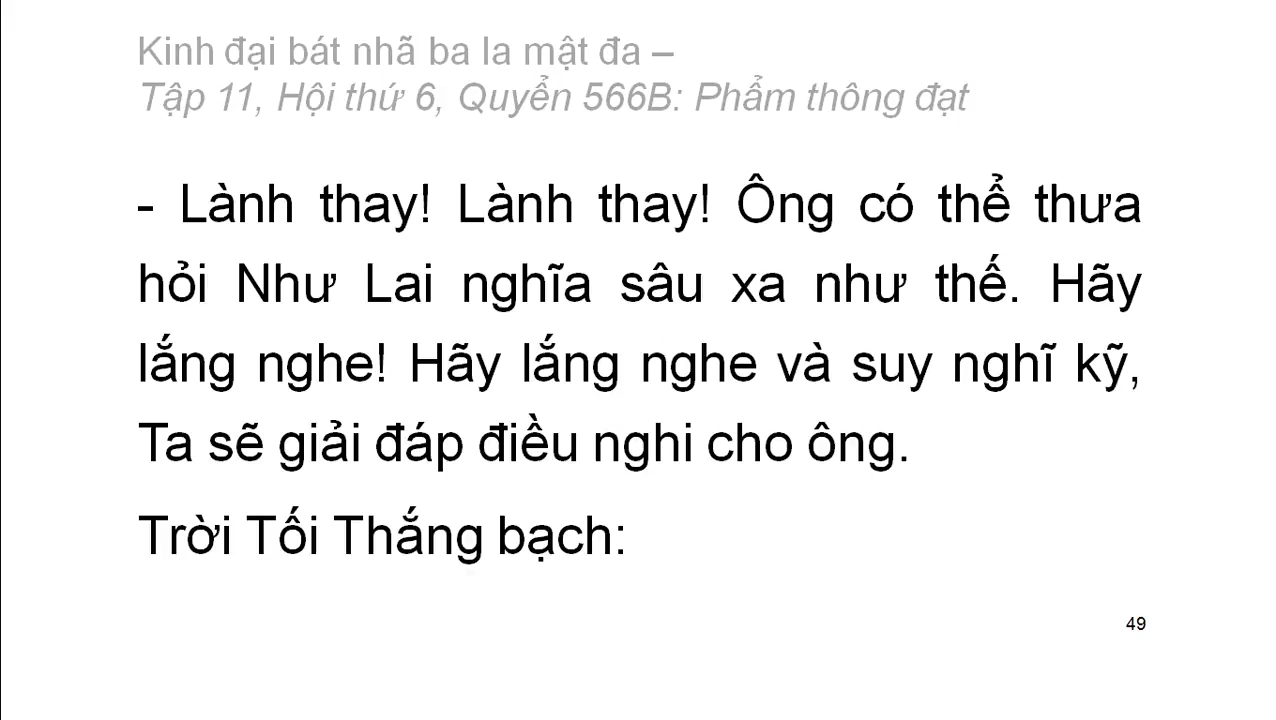 Kinh đại bát nhã ba la mật đa –
Tập 11, Hội thứ 6, Quyển 566B: Phẩm thông đạt
- Lành thay! Lành thay! Ông có thể thưa
hỏi Như Lai nghĩa sâu xa như thế. Hãy
lắng nghe! Hãy lắng nghe và suy nghĩ kỹ,
Ta sẽ giải đáp điều nghi cho ông.
Trời Tối Thắng bạch:
49